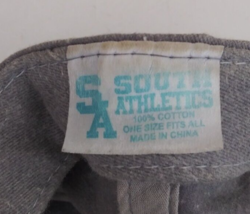 SA
SOUTH
ATHLETICS
100% COTTON
ONE SIZE FITS ALL
MADE IN CHINA